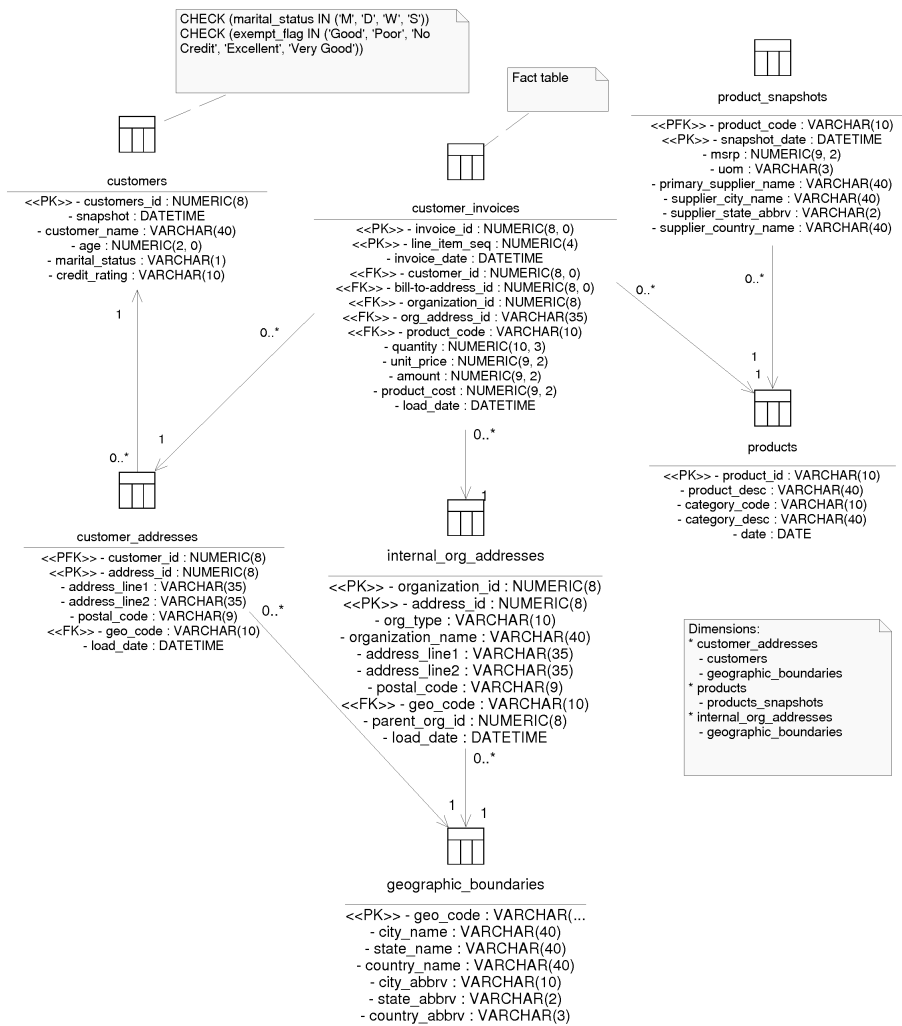 CHECK (marital_status IN ('M', 'D', 'W', 'S'))
CHECK (exempt_flag IN ('Good', 'Poor', 'No
Credit', 'Excellent', 'Very Good'))
Fact table
product_snapshots
<<PFK>> - product_code : VARCHAR(10)
<<PK>> - snapshot_date : DATETIME
- msrp : NUMERIC(9, 2)
- uom : VARCHAR(3)
- primary_supplier_name : VARCHAR(40)
- supplier_city_name : VARCHAR(40)
- supplier_state_abbrv : VARCHAR(2)
- supplier_country_name : VARCHAR(40)
customers
<<PK>> - customers_id : NUMERIC(8)
- snapshot : DATETIME
- customer_name : VARCHAR(40)
- age : NUMERIC(2, 0)
- marital_status : VARCHAR(1)
- credit_rating : VARCHAR(10)
customer_invoices
<<PK>> - invoice_id : NUMERIC(8, 0)
<<PK>> - line_item_seq : NUMERIC(4)
- invoice_date : DATETIME
<<FK>> - customer_id : NUMERIC(8, 0)
<<FK>> - bill-to-address_id : NUMERIC(8, 0)
<<FK>> - organization_id : NUMERIC(8)
<<FK>> - org_address_id : VARCHAR(35)
<<FK>> - product_code : VARCHAR(10)
- quantity : NUMERIC(10, 3)
- unit_price : NUMERIC(9, 2)
- amount : NUMERIC(9, 2)
- product_cost : NUMERIC(9, 2)
- load_date : DATETIME
0..*
0..*
1
0..*
1
1
0..*
1
0..*
1
products
<<PK>> - product_id : VARCHAR(10)
- product_desc : VARCHAR(40)
- category_code : VARCHAR(10)
- category_desc : VARCHAR(40)
- date : DATE
customer_addresses
<<PFK>> - customer_id : NUMERIC(8)
<<PK>> - address_id : NUMERIC(8)
- address_line1 : VARCHAR(35)
- address_line2 : VARCHAR(35)
- postal_code : VARCHAR(9)
<<FK>> - geo_code : VARCHAR(10)
- load_date : DATETIME
0..*
internal_org_addresses
<<PK>> - organization_id : NUMERIC(8)
<<PK>> - address_id : NUMERIC(8)
- org_type : VARCHAR(10)
- organization_name : VARCHAR(40)
- address_line1 : VARCHAR(35)
- address_line2 : VARCHAR(35)
- postal_code : VARCHAR(9)
<<FK>> - geo_code : VARCHAR(10)
- parent_org_id : NUMERIC(8)
- load_date : DATETIME
Dimensions:
* customer_addresses
- customers
- geographic_boundaries
* products
- products_snapshots
* internal_org_addresses
- geographic_boundaries
0..*
1
1
geographic_boundaries
<<PK>> - geo_code : VARCHAR(...
- city_name : VARCHAR(40)
- state_name : VARCHAR(40)
- country_name : VARCHAR(40)
- city_abbrv : VARCHAR(10)
- state_abbrv : VARCHAR(2)
- country_abbrv : VARCHAR(3)